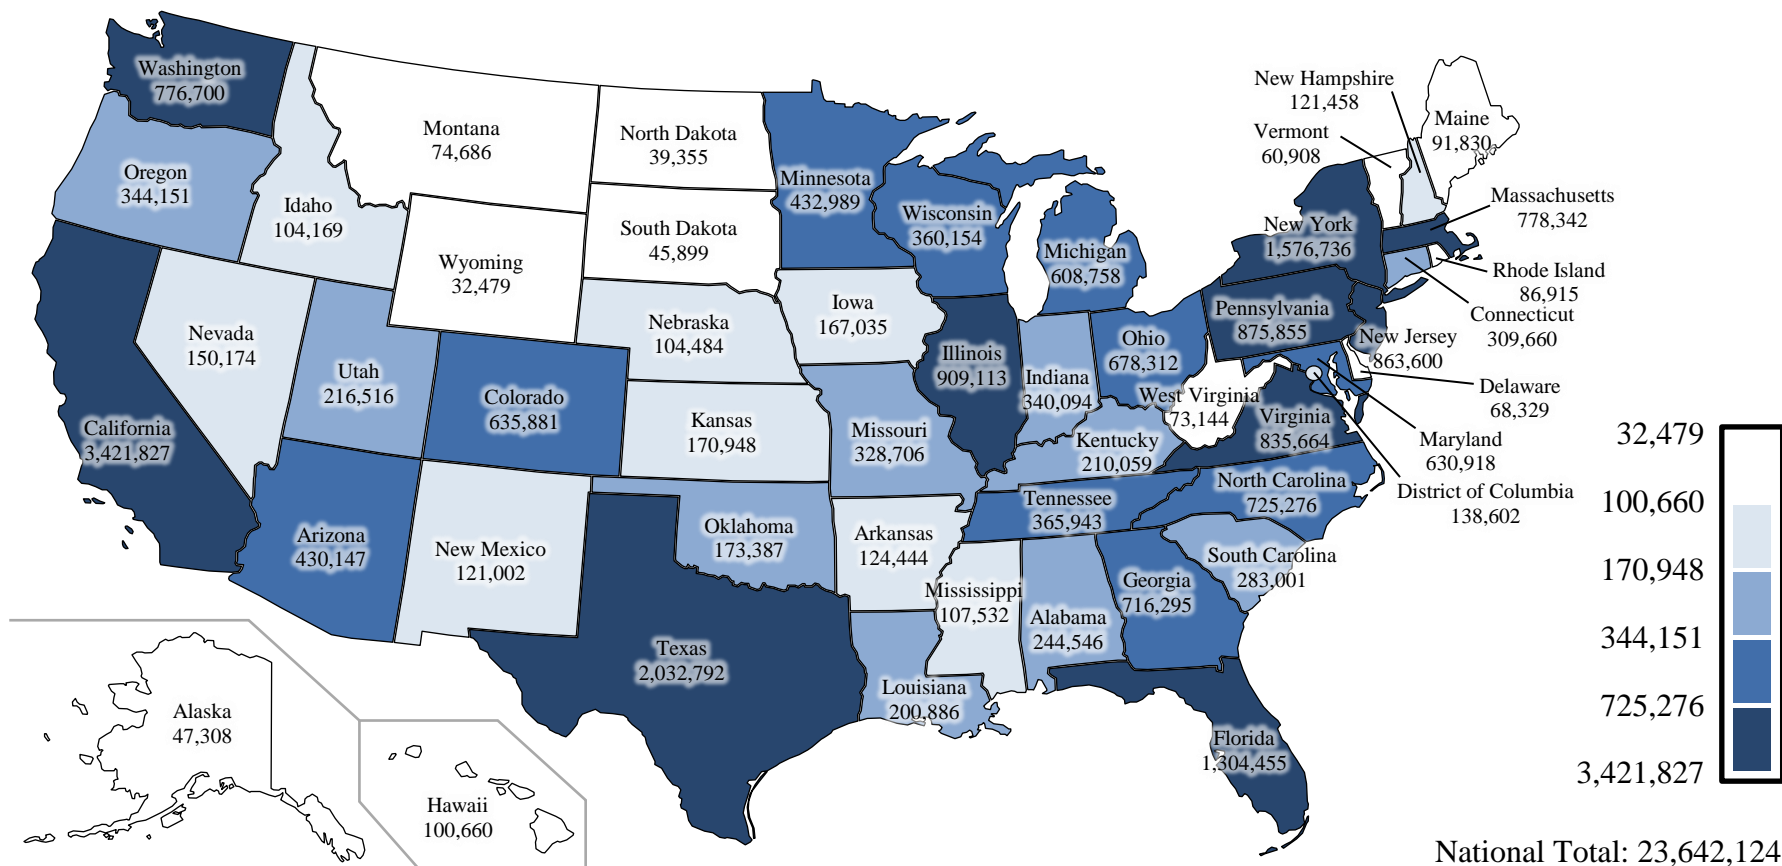 Washington
776,700
Oregon
344,151
California
3,421,827
Idaho
104,169
Nevada
150,174
Montana
74,686
Wyoming
32,479
Utah
216,516
Colorado
635,881
Arizona
430,147
New Mexico
121,002
North Dakota
39,355
South Dakota
45,899
Nebraska
104,484
Kansas
170,948
Oklahoma
173,387
Texas
2,032,792
Minnesota
432,989
Iowa
167,035
Missouri
328,706
Arkansas
124,444
Louisiana
200,886
Wisconsin
360,154
Illinois
909,113
Michigan
608,758
Indiana
340,094
Ohio
678,312
Kentucky
210,059
Tennessee
365,943
Mississippi
107,532
Alabama
244,546
Georgia
716,295
Florida
1,304,455
South Carolina
283,001
North Carolina
725,276
Virginia
835,664
West Virginia
73,144
Pennsylvania
875,855
New York
1,576,736
New Hampshire
121,458
Vermont
60,908
Maine
91,830
Massachusetts
778,342
Rhode Island
86,915
Connecticut
309,660
New Jersey
863,600
Delaware
68,329
Maryland
630,918
District of Columbia
138,602
Alaska
47,308
Hawaii
100,660
32,479
100,660
170,948
344,151
725,276
3,421,827
National Total: 23,642,124